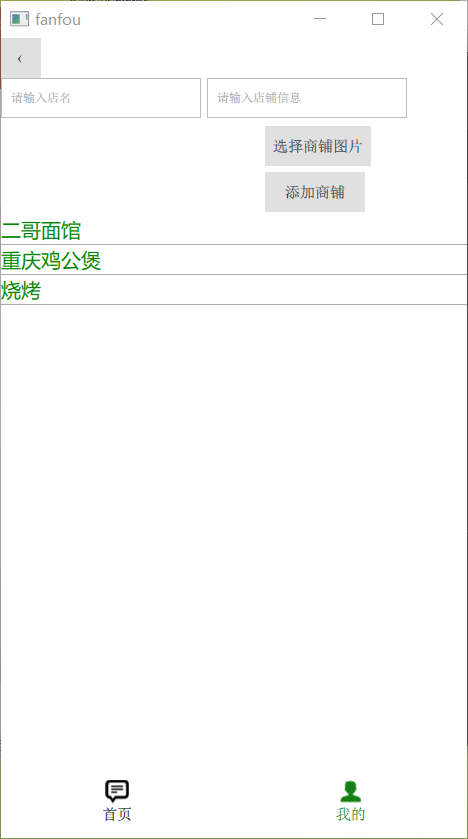 fanfou
‹
请输入店名 请输入店铺信息
选择商铺图片
添加商铺
二哥面馆
重庆鸡公煲
烧烤
首页 我的